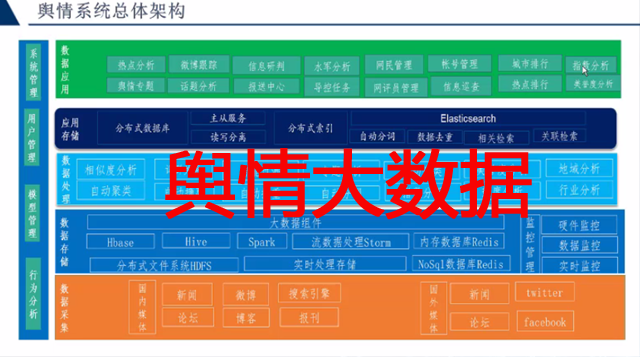 舆情系统总体架构
系统管理
用户管理
模型管理
行为分析
数据应用
热点分析 微博跟踪 信息研判 水军分析 网民管理 帐号管理 城市排行 指数分析
舆情专题 话题分析 报送中心 导控任务 网评员管理 信息巡查 热点排行 美誉度分析
应用存储
分布式数据库
主从服务
读写分离
分布式索引
Elasticsearch
自动分词 数据去重 相关检索 关联检索
数据处理
相似度分析 地域分析
自动聚类 行业分析
舆情大数据
数据存储
大数据组件
Hbase Hive Spark 流数据处理Storm 内存数据库Redis
分布式文件系统HDFS 实时处理存储 NoSql数据库Redis
监控管理
硬件监控
数据监控
实时监控
数据采集
国内媒体
新闻 微博 搜索引擎
论坛 博客 报刊
国外媒体
新闻 twitter
论坛 facebook